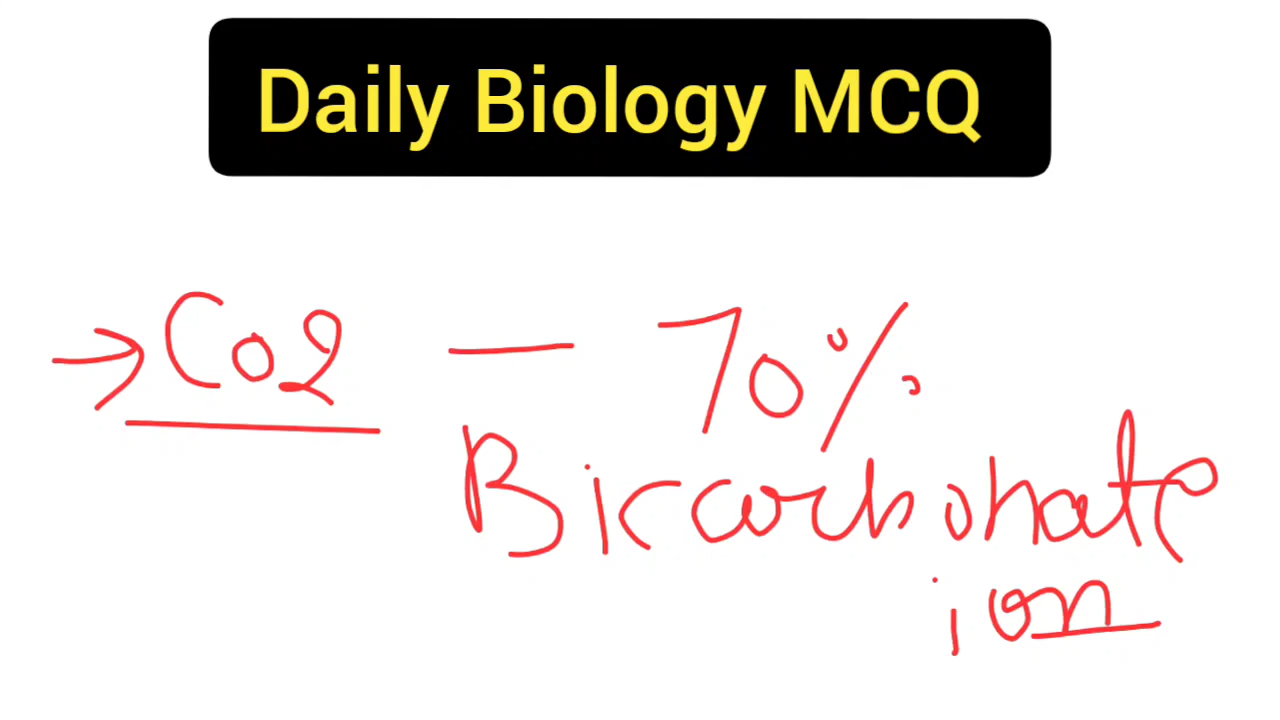 Daily Biology MCQ
→ Co2 — 70%
Bicarbonate
ion